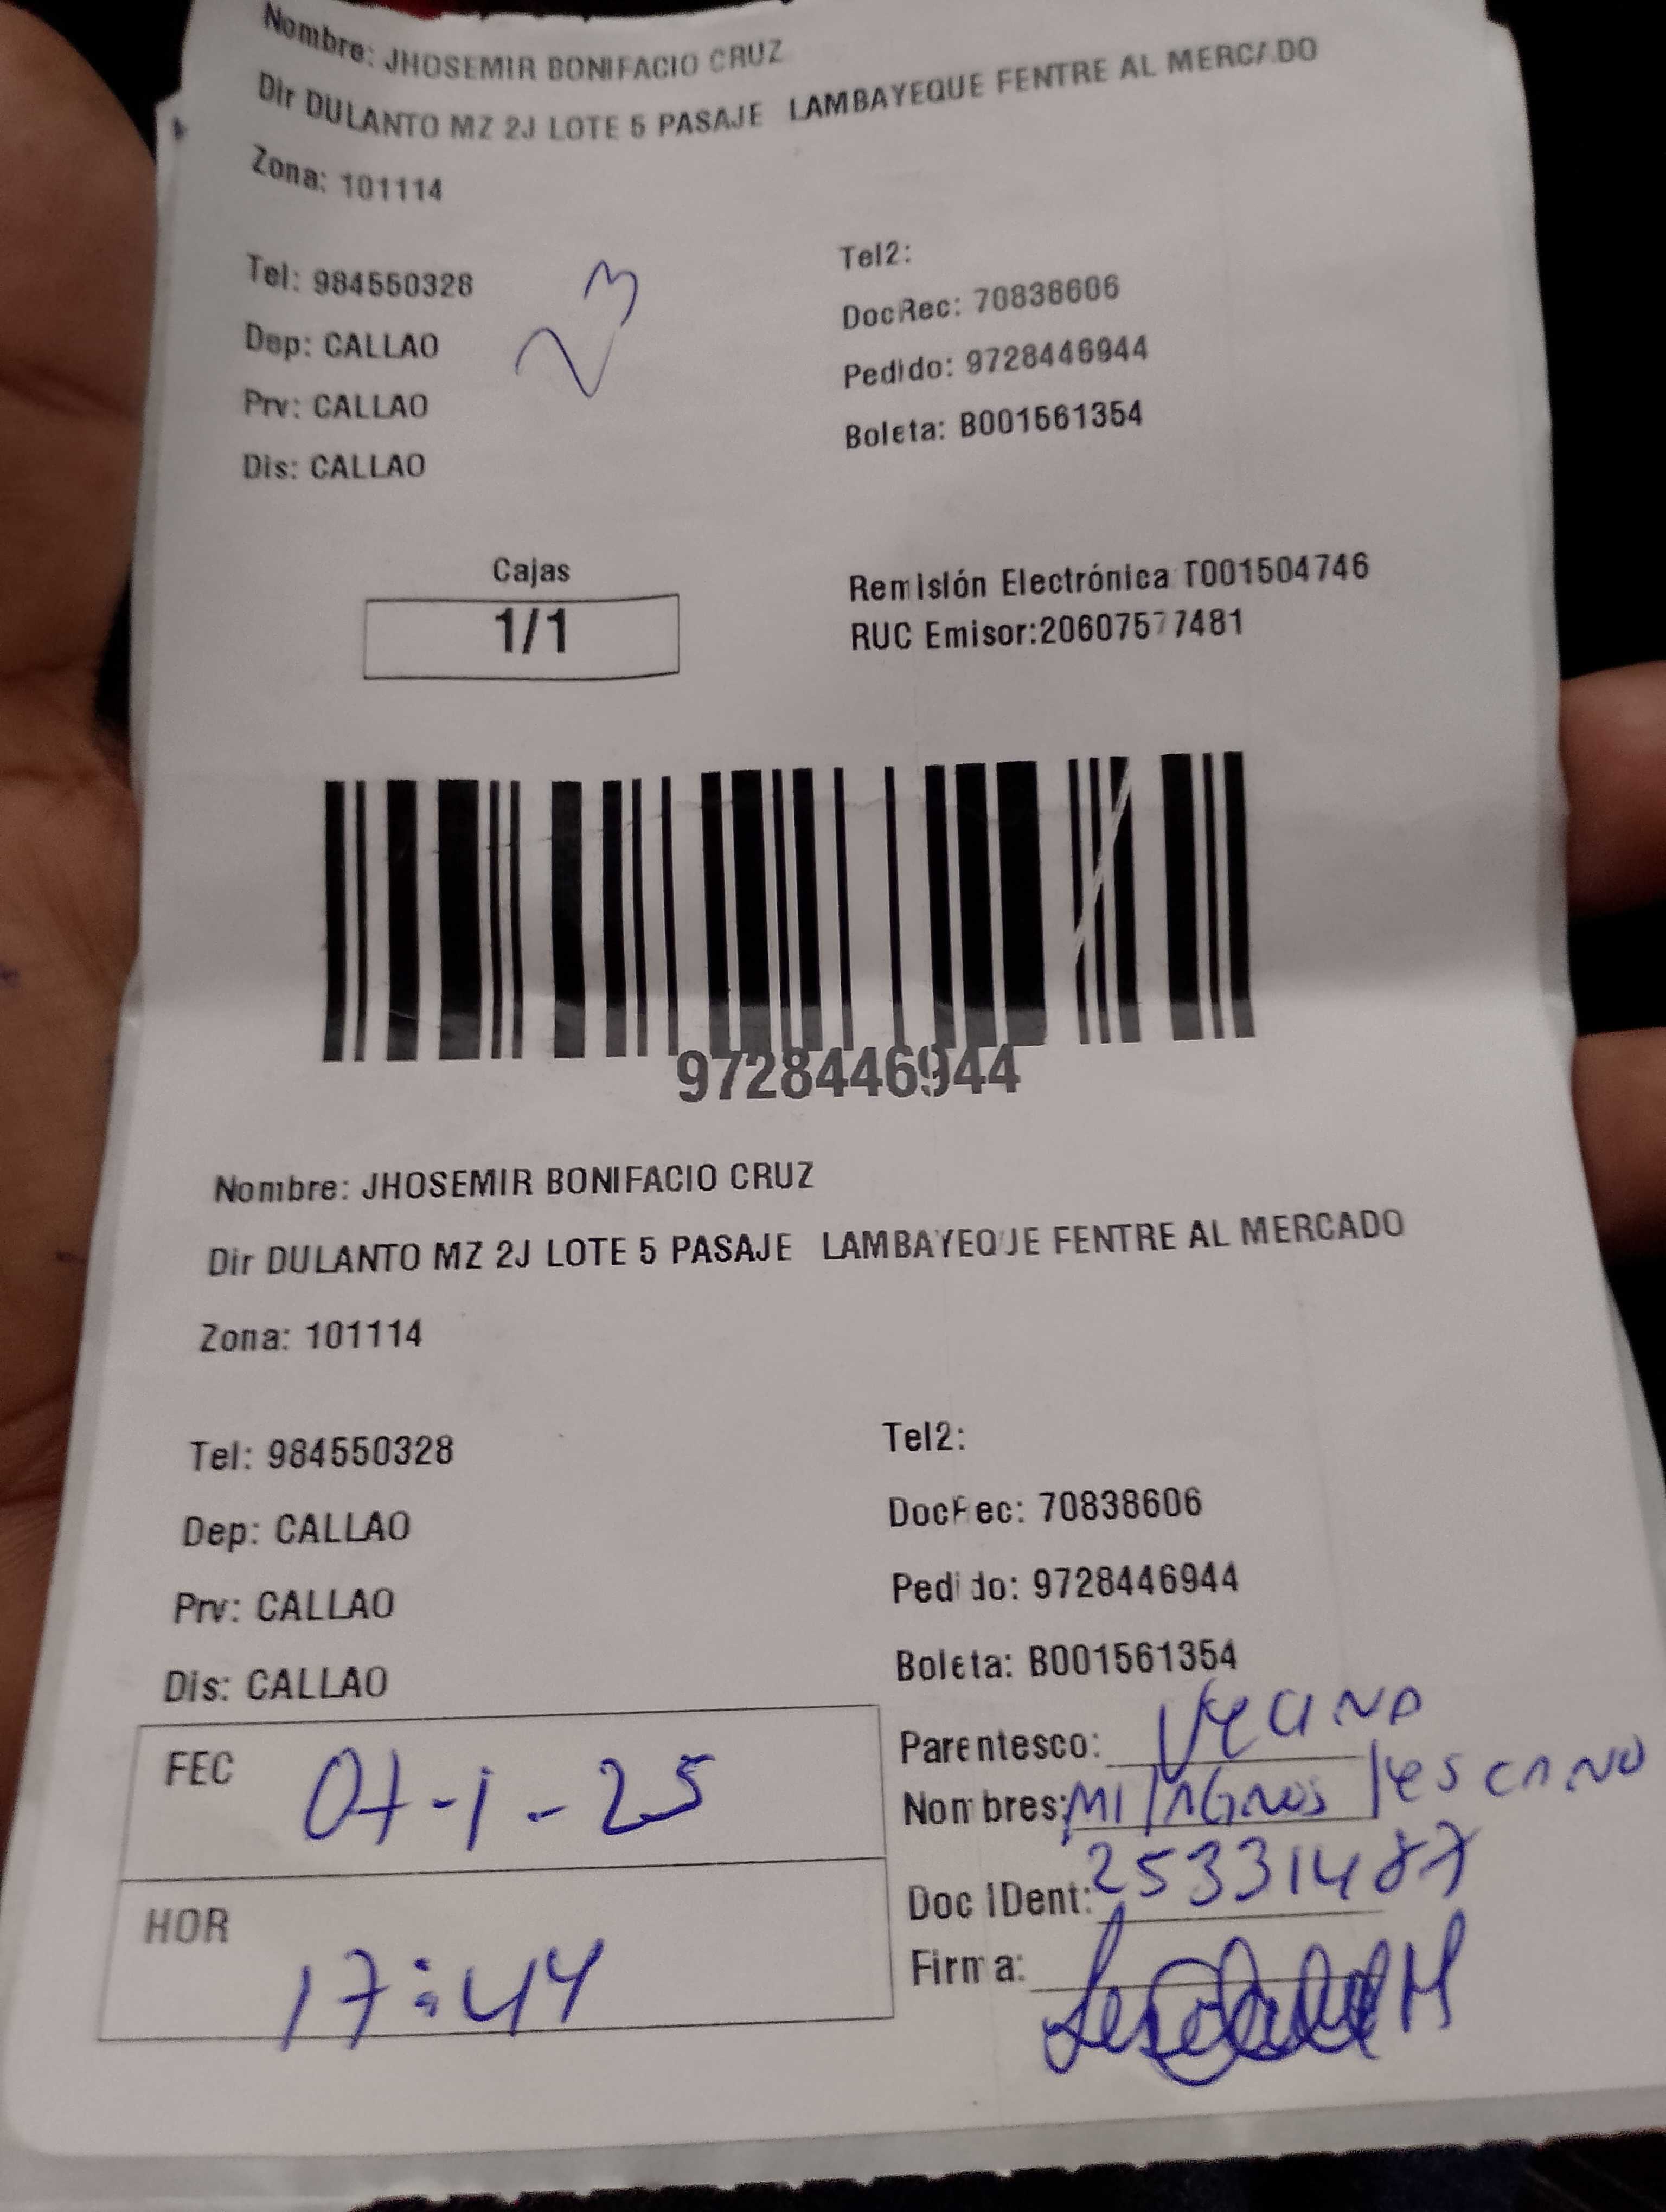 Nombre: JHOSEMIR BONIFACIO CRUZ
Dir DULANTO MZ 2J LOTE 5 PASAJE LAMBAYEQUE FENTRE AL MERCADO
Zona: 101114
Tel: 984550328
Tel2:
DocRec: 70838606
Dep: CALLAO
Pedido: 9728446944
Prv: CALLAO
Boleta: B001561354
Dis: CALLAO
23
Cajas
1/1
Remisión Electrónica T001504746
RUC Emisor:20607577481
9728446944
Nombre: JHOSEMIR BONIFACIO CRUZ
Dir DULANTO MZ 2J LOTE 5 PASAJE LAMBAYEQUE FENTRE AL MERCADO
Zona: 101114
Tel: 984550328
Tel2:
Dep: CALLAO
DocRec: 70838606
Prv: CALLAO
Pedido: 9728446944
Dis: CALLAO
Boleta: B001561354
FEC 07-1-25
HOR 17:44
Parentesco: VECINA
Nombres: MILAGROS LESCANO
Doc IDent: 25331487
Firma: